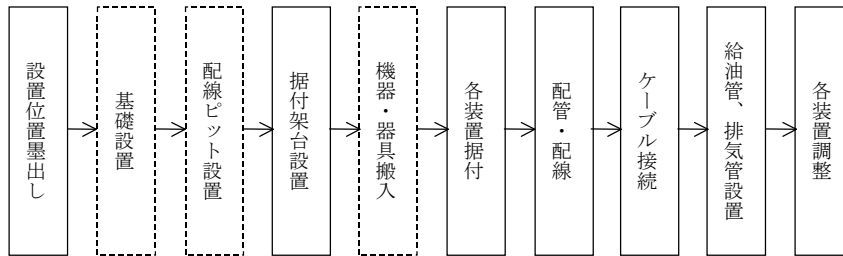 設置位置墨出し
基礎設置
配線ピット設置
据付架台設置
機器・器具搬入
各装置据付
配管・配線
ケーブル接続
給油管、排気管設置
各装置調整